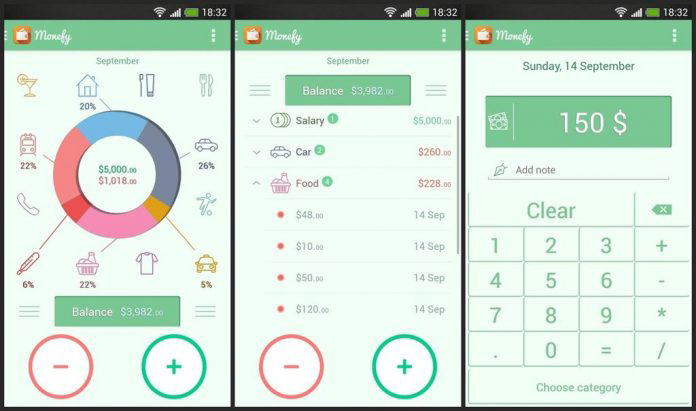 18:32
Monefy
September
20%
22%
26%
$5,000.00
$1,018.00
6%
22%
5%
Balance $3,982.00
−
+
18:32
Monefy
September
Balance $3,982.00
1 Salary 1 $5,000.00
Car 2 $260.00
Food 4 $228.00
$48.00 14 Sep
$10.00 14 Sep
$50.00 14 Sep
$120.00 14 Sep
−
+
18:32
Monefy
Sunday, 14 September
150 $
Add note
Clear
1 2 3 +
4 5 6 -
7 8 9 *
. 0 = /
Choose category